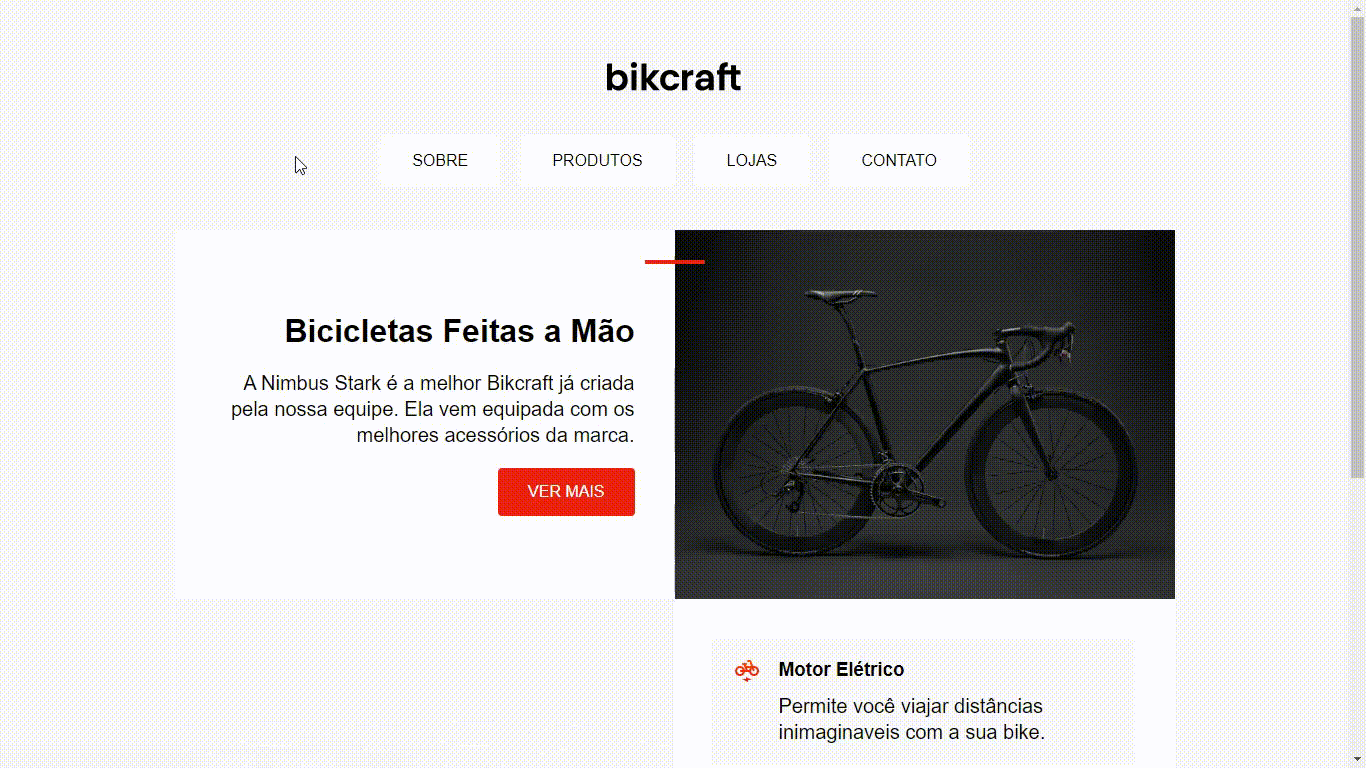 bikcraft
SOBRE
PRODUTOS
LOJAS
CONTATO
Bicicletas Feitas a Mão
A Nimbus Stark é a melhor Bikcraft já criada
pela nossa equipe. Ela vem equipada com os
melhores acessórios da marca.
VER MAIS
Motor Elétrico
Permite você viajar distâncias
inimaginaveis com a sua bike.